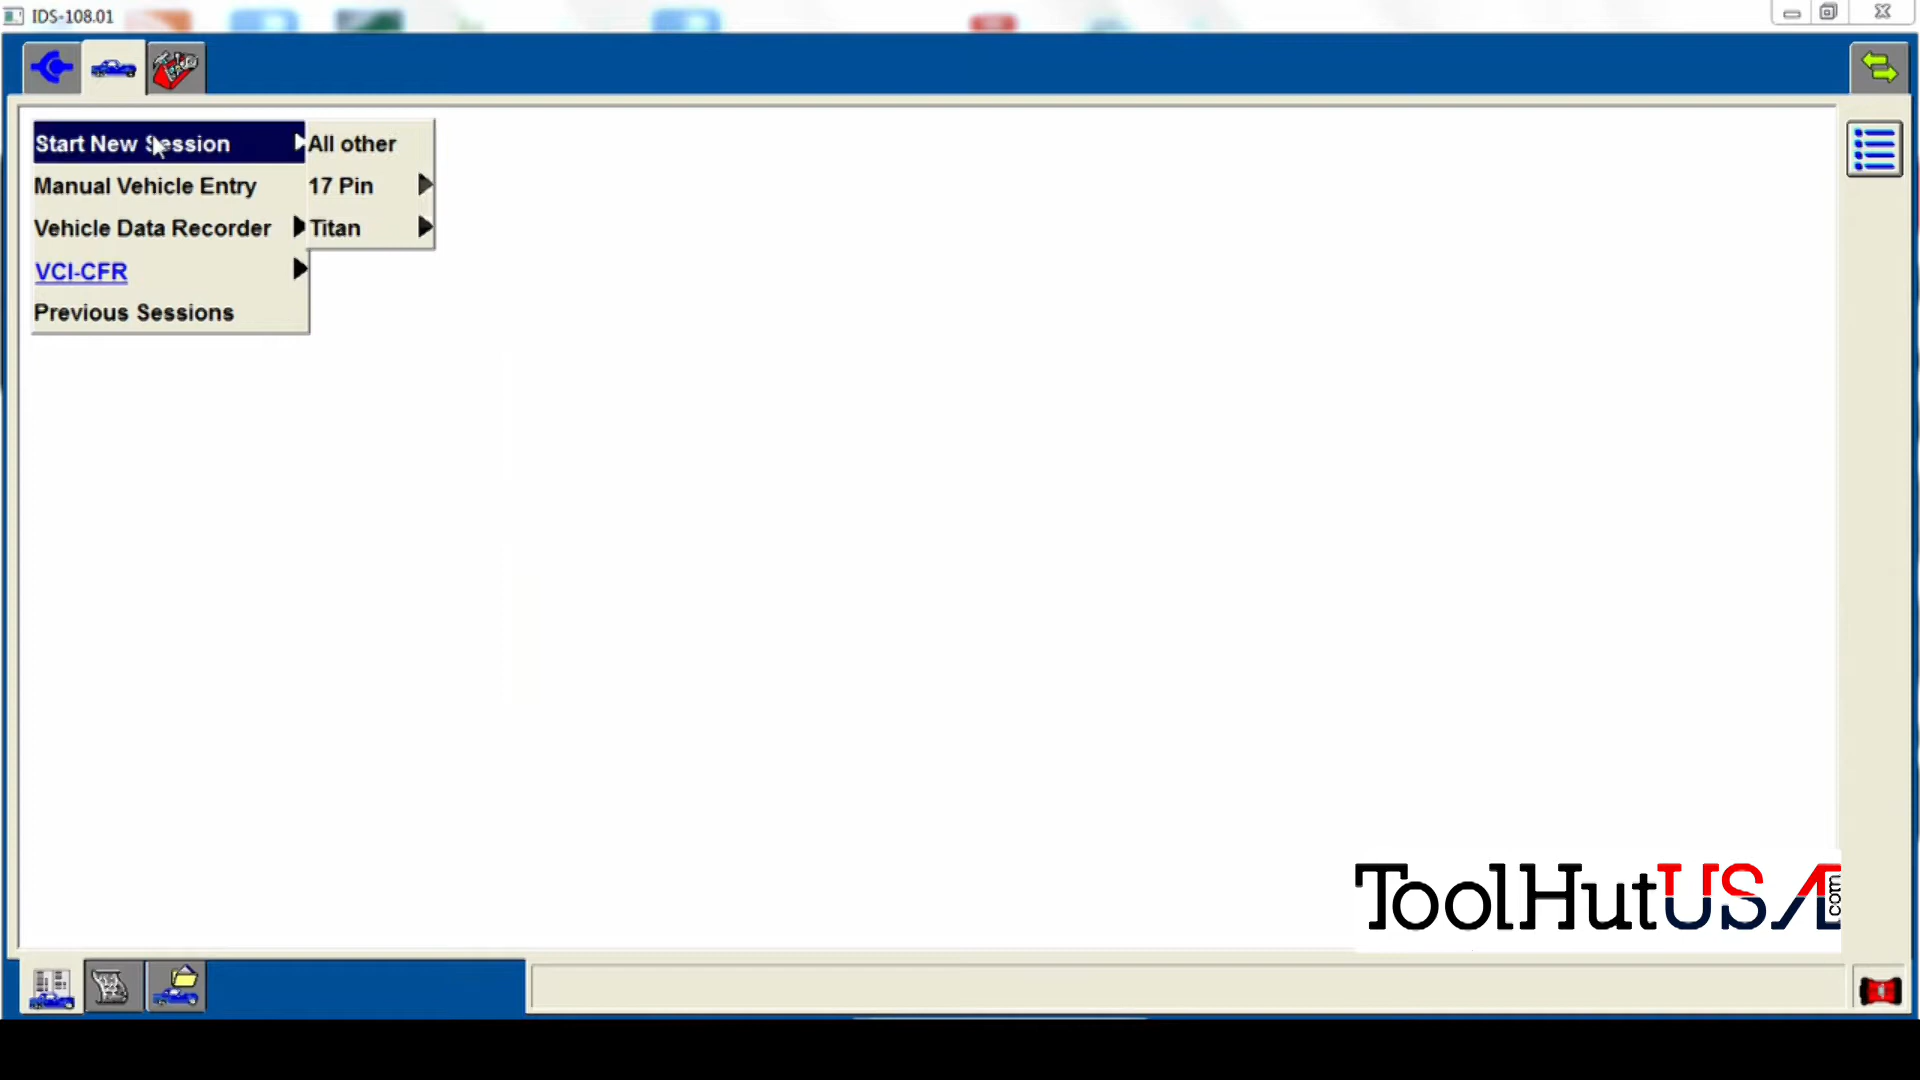 IDS-108.01
Start New Session
All other
Manual Vehicle Entry
17 Pin
Vehicle Data Recorder
Titan
VCI-CFR
Previous Sessions
ToolHutUSA.com